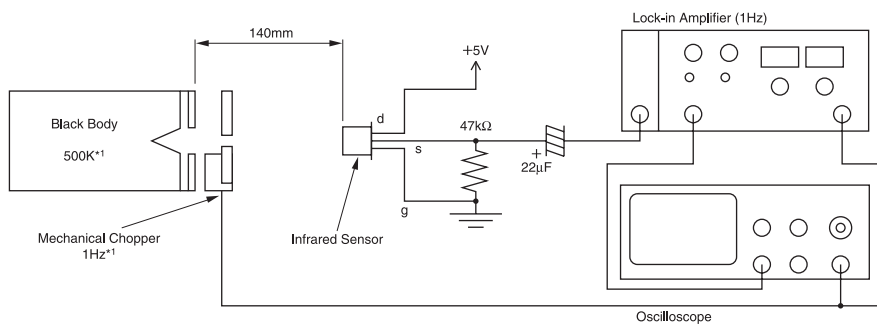 Lock-in Amplifier (1Hz)
140mm
+5V
Black Body
500K*1
d
47kΩ
s
+
22μF
g
Mechanical Chopper
1Hz*1
Infrared Sensor
Oscilloscope